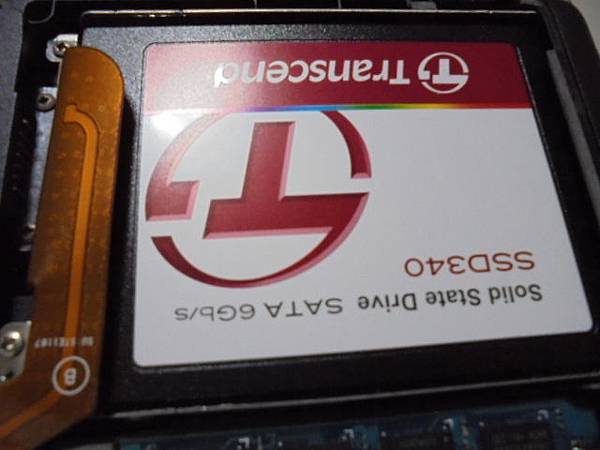 Solid State Drive SATA 6Gb/s
SSD340
Transcend
B